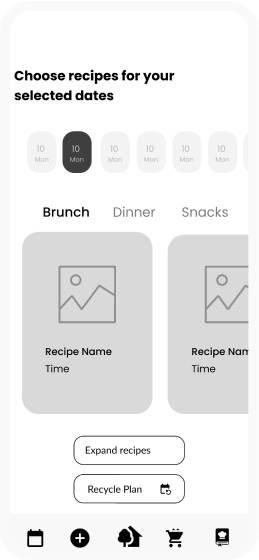 Choose recipes for your
selected dates
10 10 10 10 10 10
Mon Mon Mon Mon Mon Mon
Brunch Dinner Snacks
Recipe Name Recipe Nam
Time Time
Expand recipes
Recycle Plan